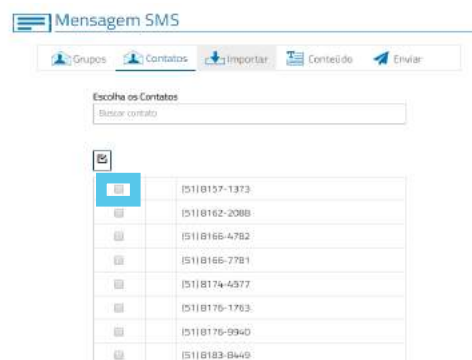 Mensagem SMS
Grupos Contatos Importar Conteúdo Enviar
Escolha os Contatos
Buscar contato
(51) 8157-1373
(51) 8162-2088
(51) 8166-4782
(51) 8166-7781
(51) 8174-4577
(51) 8176-1763
(51) 8176-9940
(51) 8183-8449